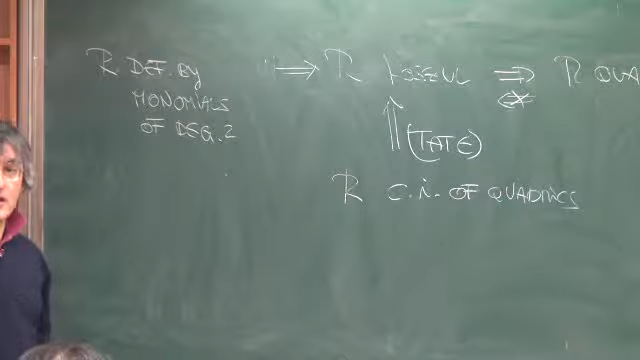 R DEF. BY ⟹ R KOSZUL ⟹ R QUA
MONOMIALS
OF DEG. 2
(TATE)
R C.I. OF QUADRICS